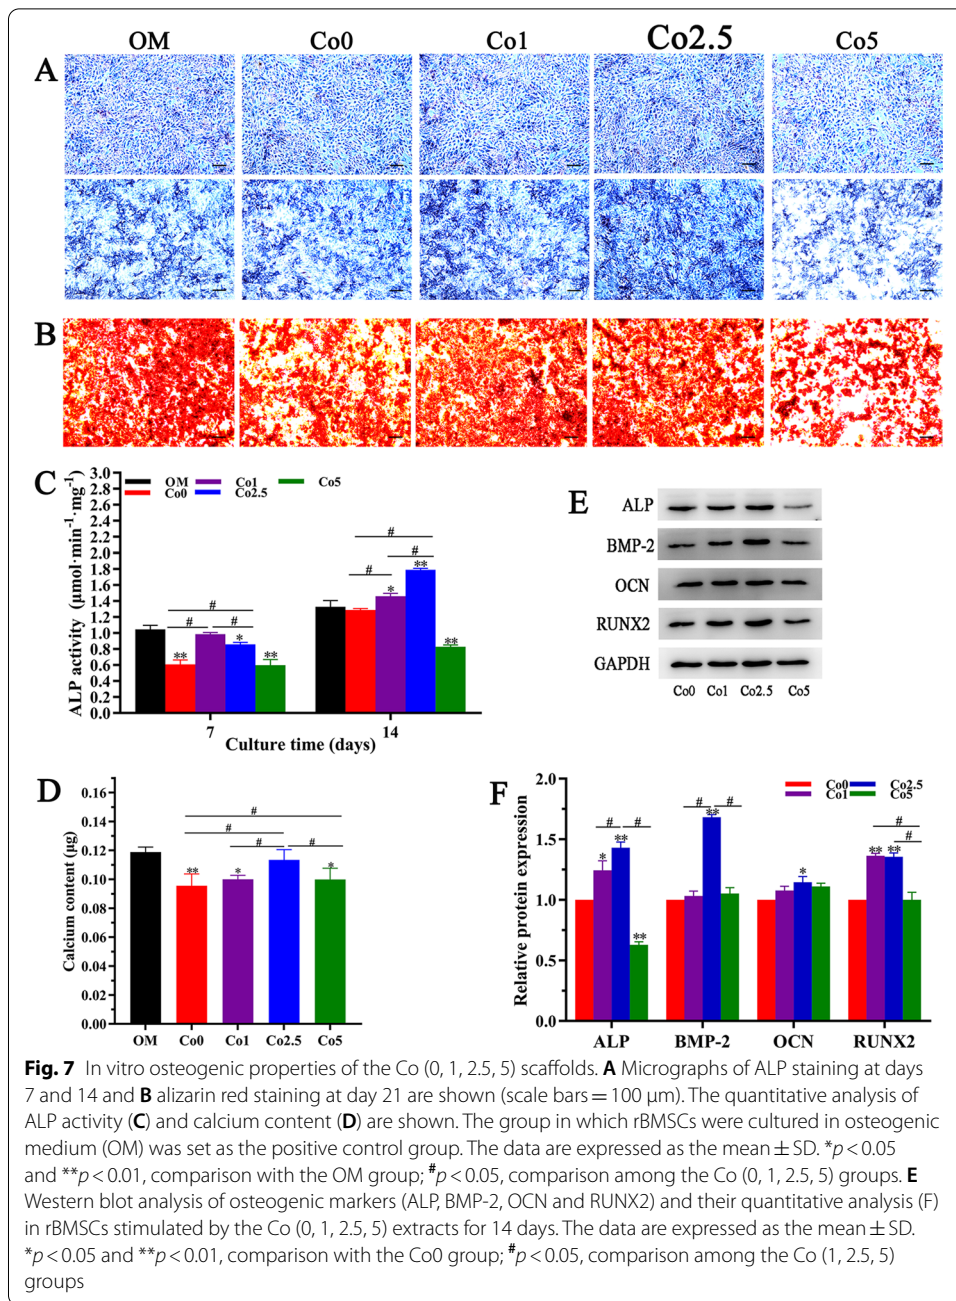 OM Co0 Co1 Co2.5 Co5
A
B
C
OM Co1 Co5
Co0 Co2.5
ALP activity (μmol·min⁻¹·mg⁻¹)
3.0
2.8
2.6
2.4
2.2
2.0
1.8
1.6
1.4
1.2
1.0
0.8
0.6
0.4
0.2
0.0
# # # # # #
** * ** * ** **
7 14
Culture time (days)
E
ALP
BMP-2
OCN
RUNX2
GAPDH
Co0 Co1 Co2.5 Co5
D
Calcium content (μg)
0.16
0.14
0.12
0.10
0.08
0.06
0.04
0.02
0.00
# # # #
** * *
OM Co0 Co1 Co2.5 Co5
F
Co0 Co2.5
Co1 Co5
Relative protein expression
2.0
1.5
1.0
0.5
0.0
# # # # # #
* ** ** ** * ** **
ALP BMP-2 OCN RUNX2
Fig. 7 In vitro osteogenic properties of the Co (0, 1, 2.5, 5) scaffolds. A Micrographs of ALP staining at days
7 and 14 and B alizarin red staining at day 21 are shown (scale bars = 100 μm). The quantitative analysis of
ALP activity (C) and calcium content (D) are shown. The group in which rBMSCs were cultured in osteogenic
medium (OM) was set as the positive control group. The data are expressed as the mean ± SD. *p < 0.05
and **p < 0.01, comparison with the OM group; #p < 0.05, comparison among the Co (0, 1, 2.5, 5) groups. E
Western blot analysis of osteogenic markers (ALP, BMP-2, OCN and RUNX2) and their quantitative analysis (F)
in rBMSCs stimulated by the Co (0, 1, 2.5, 5) extracts for 14 days. The data are expressed as the mean ± SD.
*p < 0.05 and **p < 0.01, comparison with the Co0 group; #p < 0.05, comparison among the Co (1, 2.5, 5)
groups